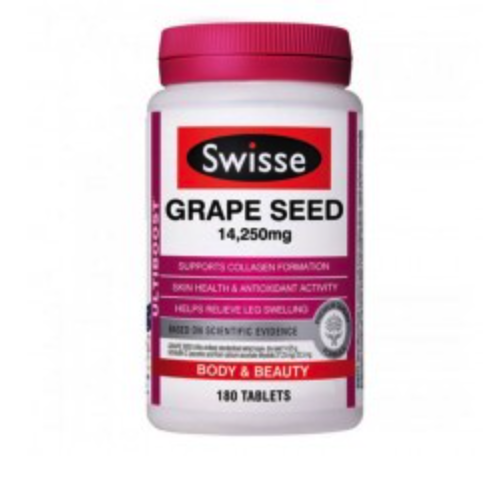 Swisse
GRAPE SEED
14,250mg
ULTIBOOST
SUPPORTS COLLAGEN FORMATION
SKIN HEALTH & ANTIOXIDANT ACTIVITY
HELPS RELIEVE LEG SWELLING
BASED ON SCIENTIFIC EVIDENCE
BODY & BEAUTY
180 TABLETS